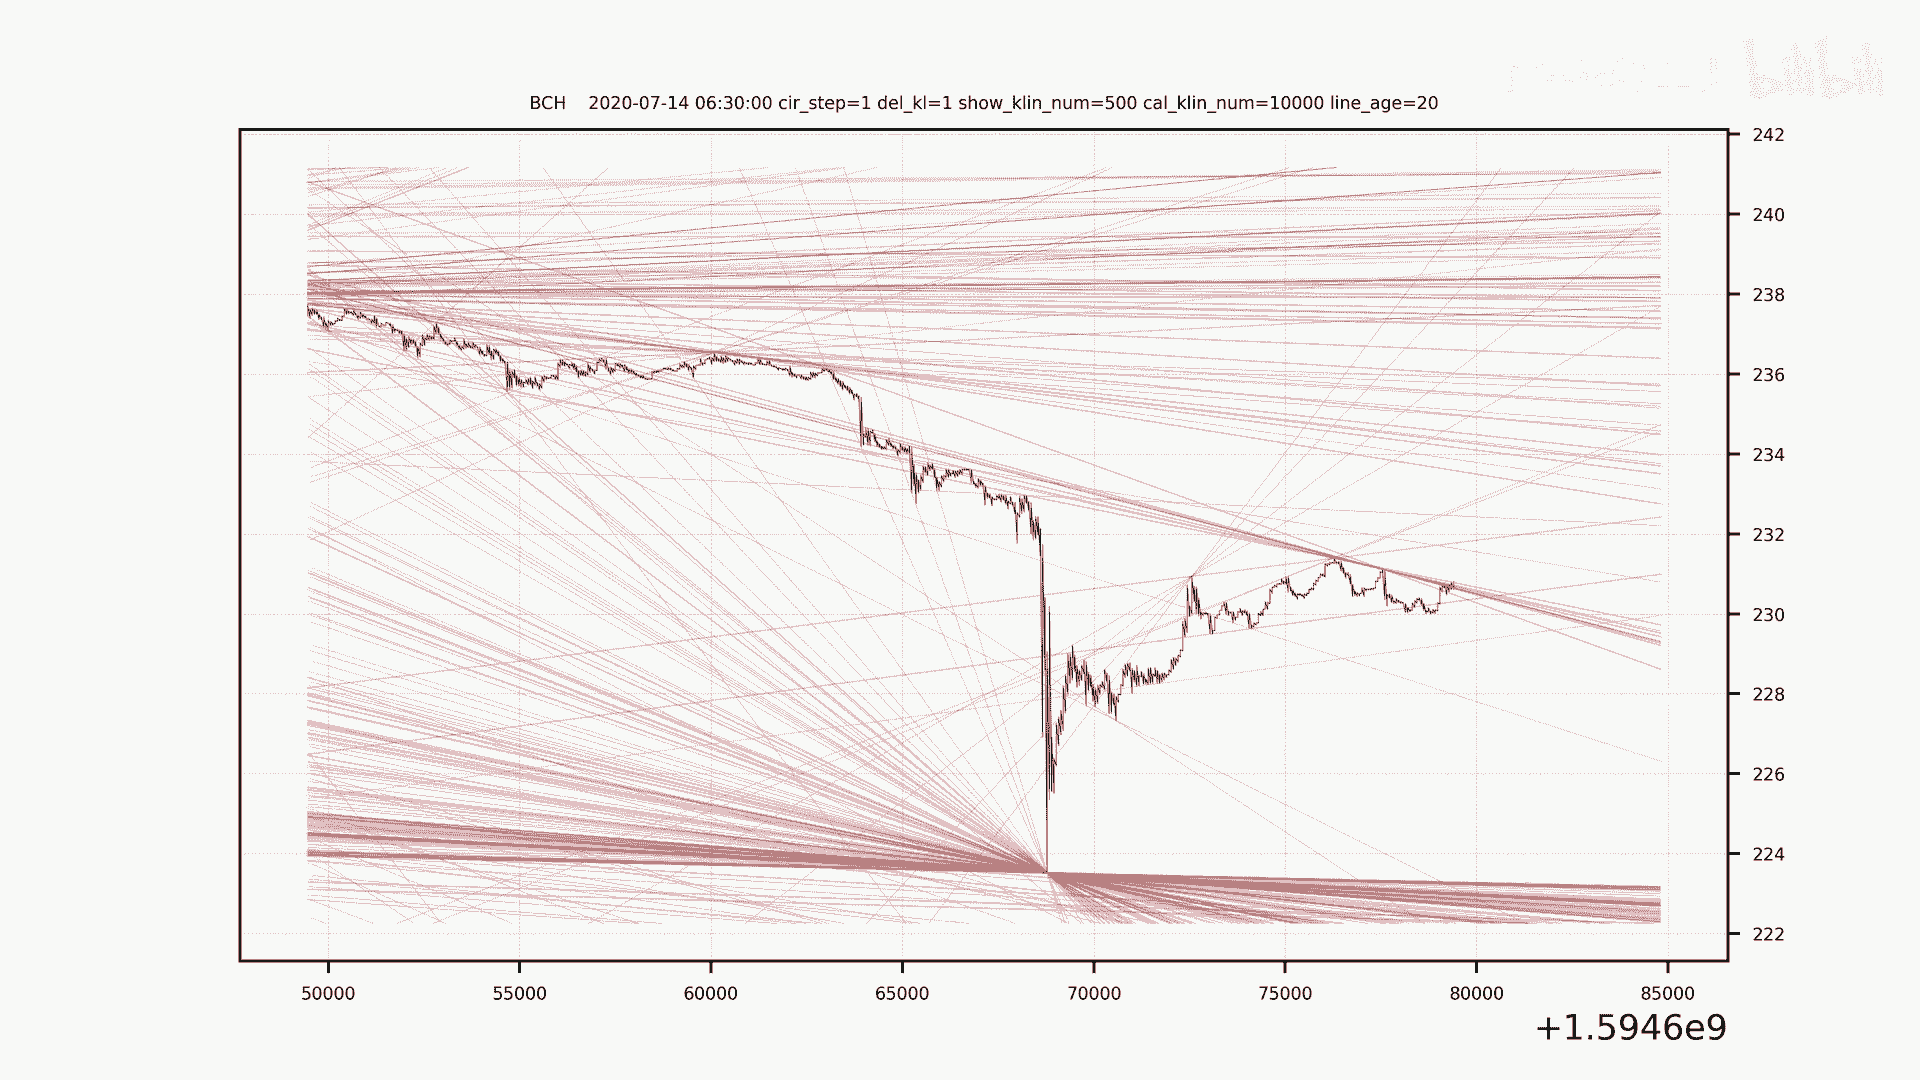 bilibili
BCH 2020-07-14 06:30:00 cir_step=1 del_kl=1 show_klin_num=500 cal_klin_num=10000 line_age=20
242
240
238
236
234
232
230
228
226
224
222
50000 55000 60000 65000 70000 75000 80000 85000
+1.5946e9